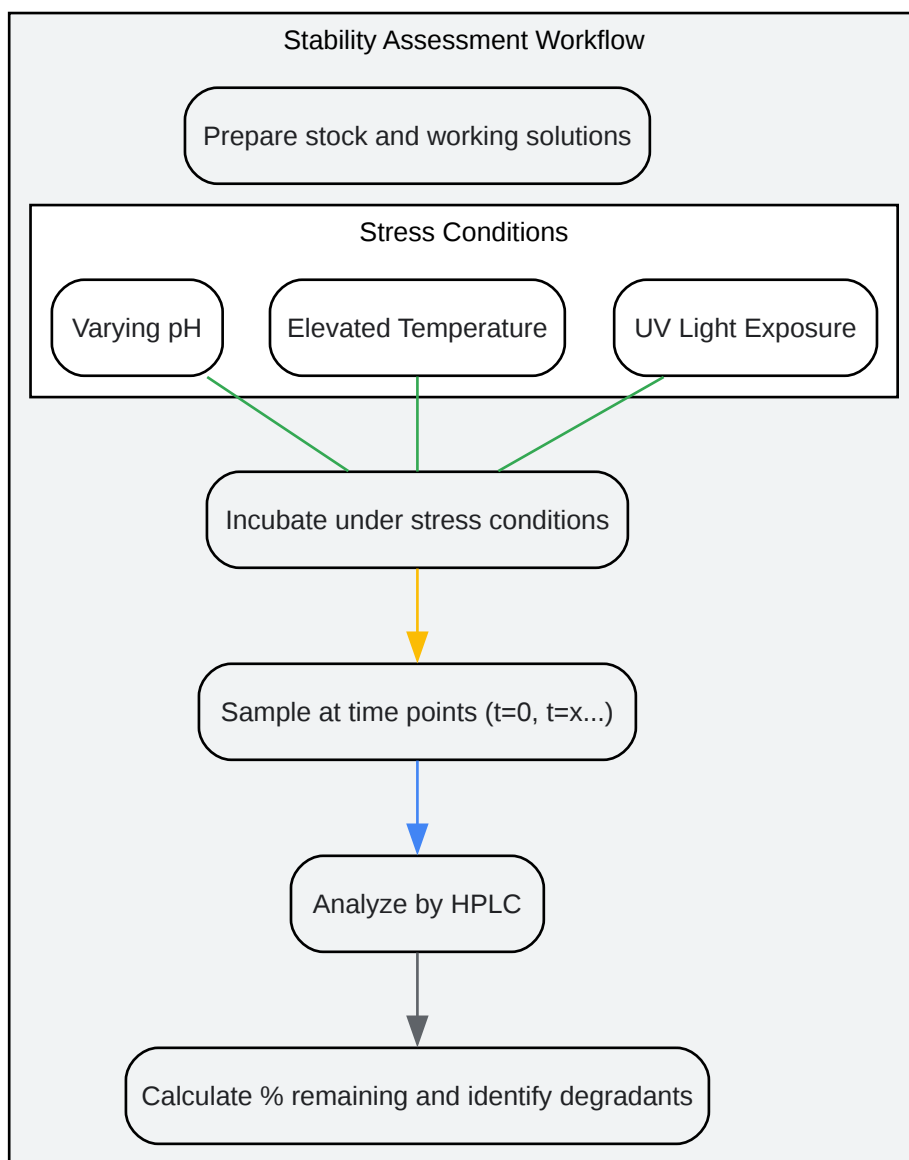 Stability Assessment Workflow
Prepare stock and working solutions
Stress Conditions
Varying pH
Elevated Temperature
UV Light Exposure
Incubate under stress conditions
Sample at time points (t=0, t=x...)
Analyze by HPLC
Calculate % remaining and identify degradants